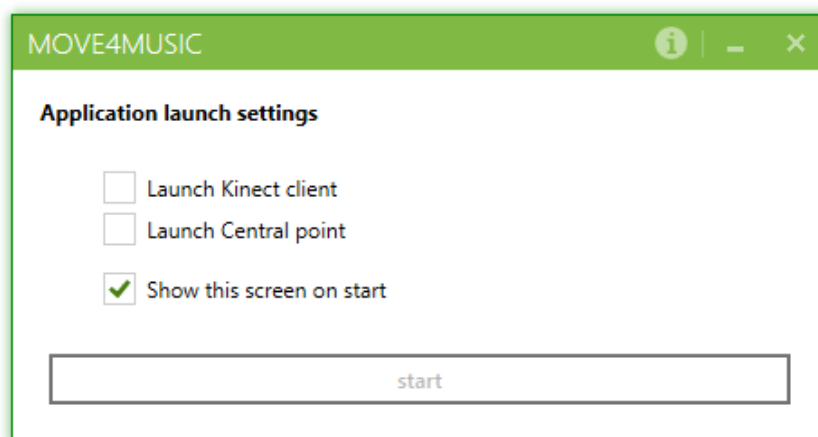 MOVE4MUSIC
Application launch settings
Launch Kinect client
Launch Central point
Show this screen on start
start